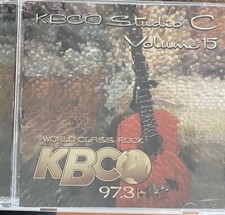 KBCO Studio C
Volume 15
WORLD CLASS ROCK
KBCO
97.3